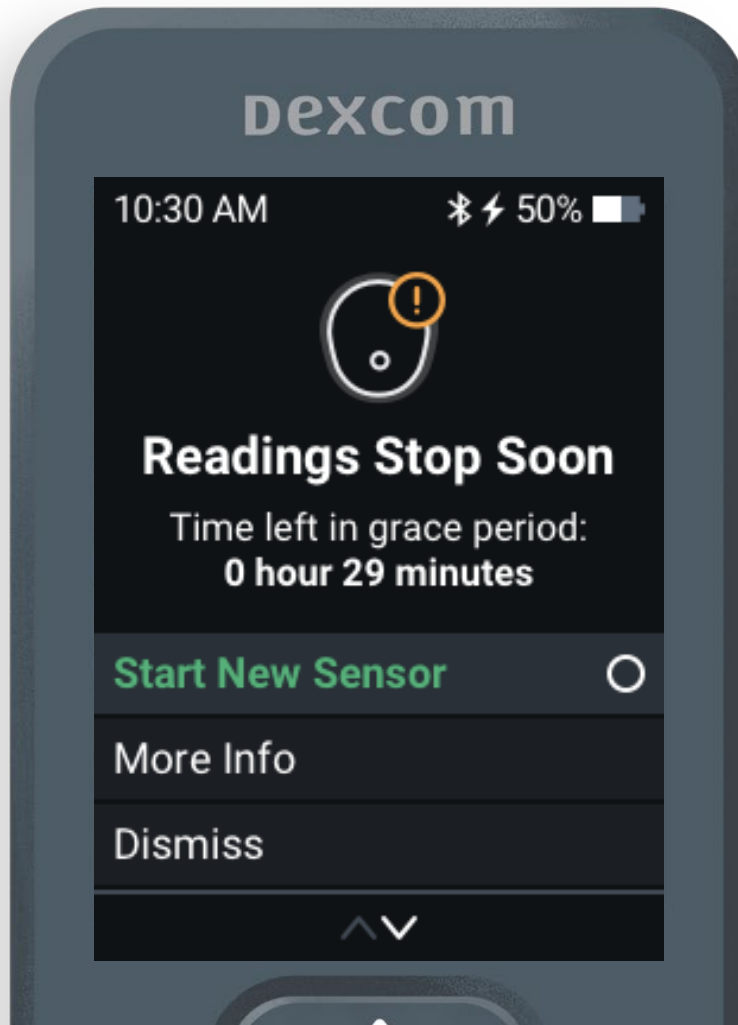 Dexcom
10:30 AM 50%
Readings Stop Soon
Time left in grace period:
0 hour 29 minutes
Start New Sensor
More Info
Dismiss